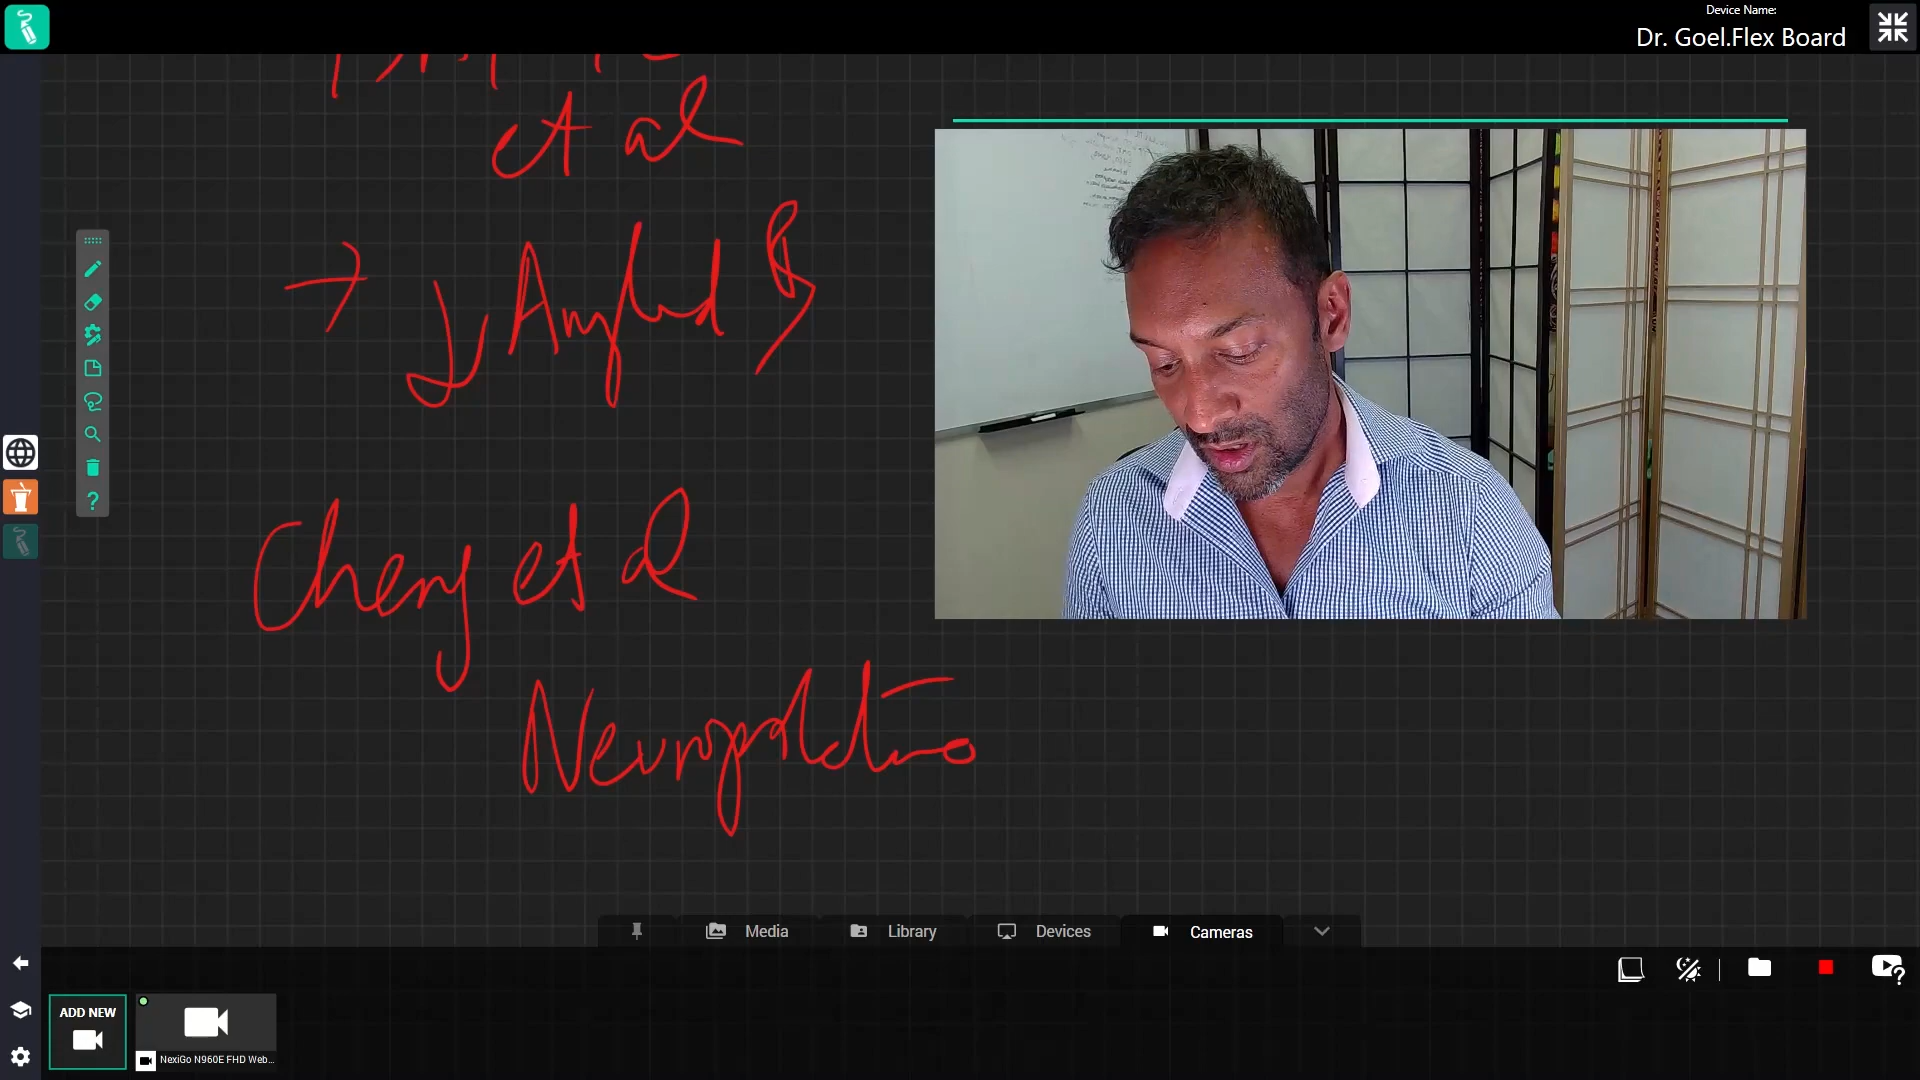 Device Name:
Dr. Goel.Flex Board
et al
→ ↓ Amyloid β
Cheng et al
Neuroprotective
Media
Library
Devices
Cameras
ADD NEW
NexiGo N960E FHD Web...